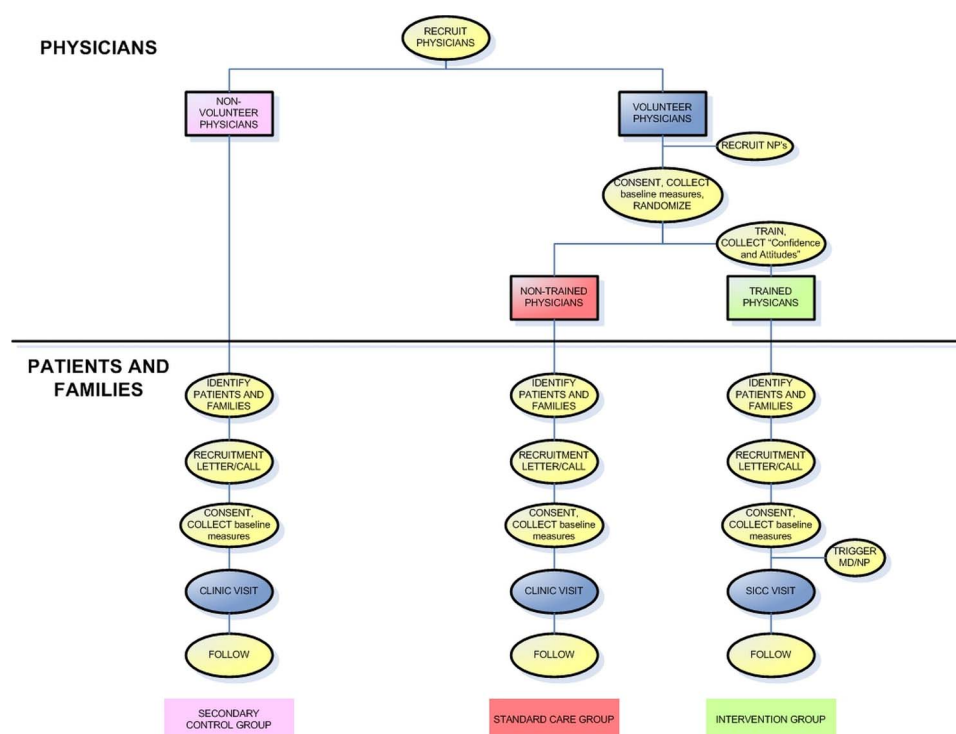 PHYSICIANS
RECRUIT
PHYSICIANS
NON-
VOLUNTEER
PHYSICIANS
VOLUNTEER
PHYSICIANS
RECRUIT NP's
CONSENT, COLLECT
baseline measures,
RANDOMIZE
TRAIN,
COLLECT "Confidence
and Attitudes"
NON-TRAINED
PHYSICIANS
TRAINED
PHYSICANS
PATIENTS AND
FAMILIES
IDENTIFY
PATIENTS AND
FAMILIES
IDENTIFY
PATIENTS AND
FAMILIES
IDENTIFY
PATIENTS AND
FAMILIES
RECRUITMENT
LETTER/CALL
RECRUITMENT
LETTER/CALL
RECRUITMENT
LETTER/CALL
CONSENT,
COLLECT baseline
measures
CONSENT,
COLLECT baseline
measures
CONSENT,
COLLECT baseline
measures
TRIGGER
MD/NP
CLINIC VISIT
CLINIC VISIT
SICC VISIT
FOLLOW
FOLLOW
FOLLOW
SECONDARY
CONTROL GROUP
STANDARD CARE GROUP
INTERVENTION GROUP